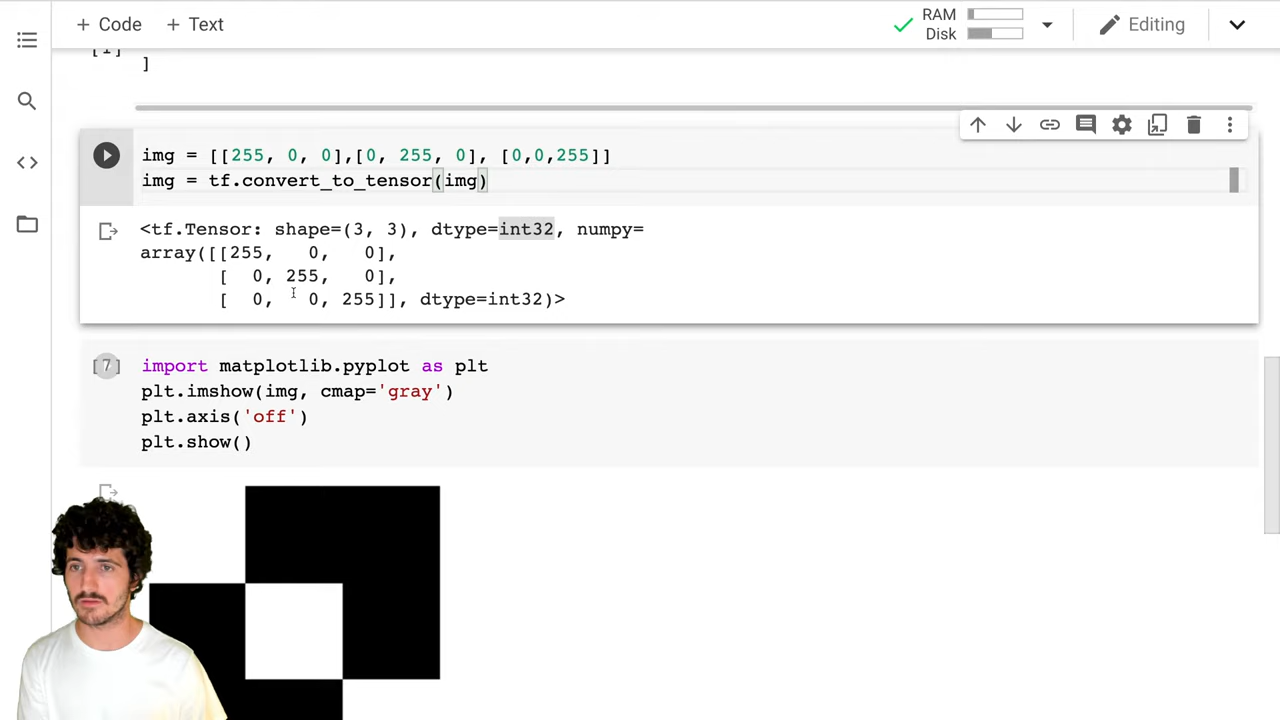 + Code + Text
RAM
Disk
Editing
[1]
]
img = [[255, 0, 0],[0, 255, 0], [0,0,255]]
img = tf.convert_to_tensor(img)
<tf.Tensor: shape=(3, 3), dtype=int32, numpy=
array([[255, 0, 0],
[ 0, 255, 0],
[ 0, 0, 255]], dtype=int32)>
[7]
import matplotlib.pyplot as plt
plt.imshow(img, cmap='gray')
plt.axis('off')
plt.show()